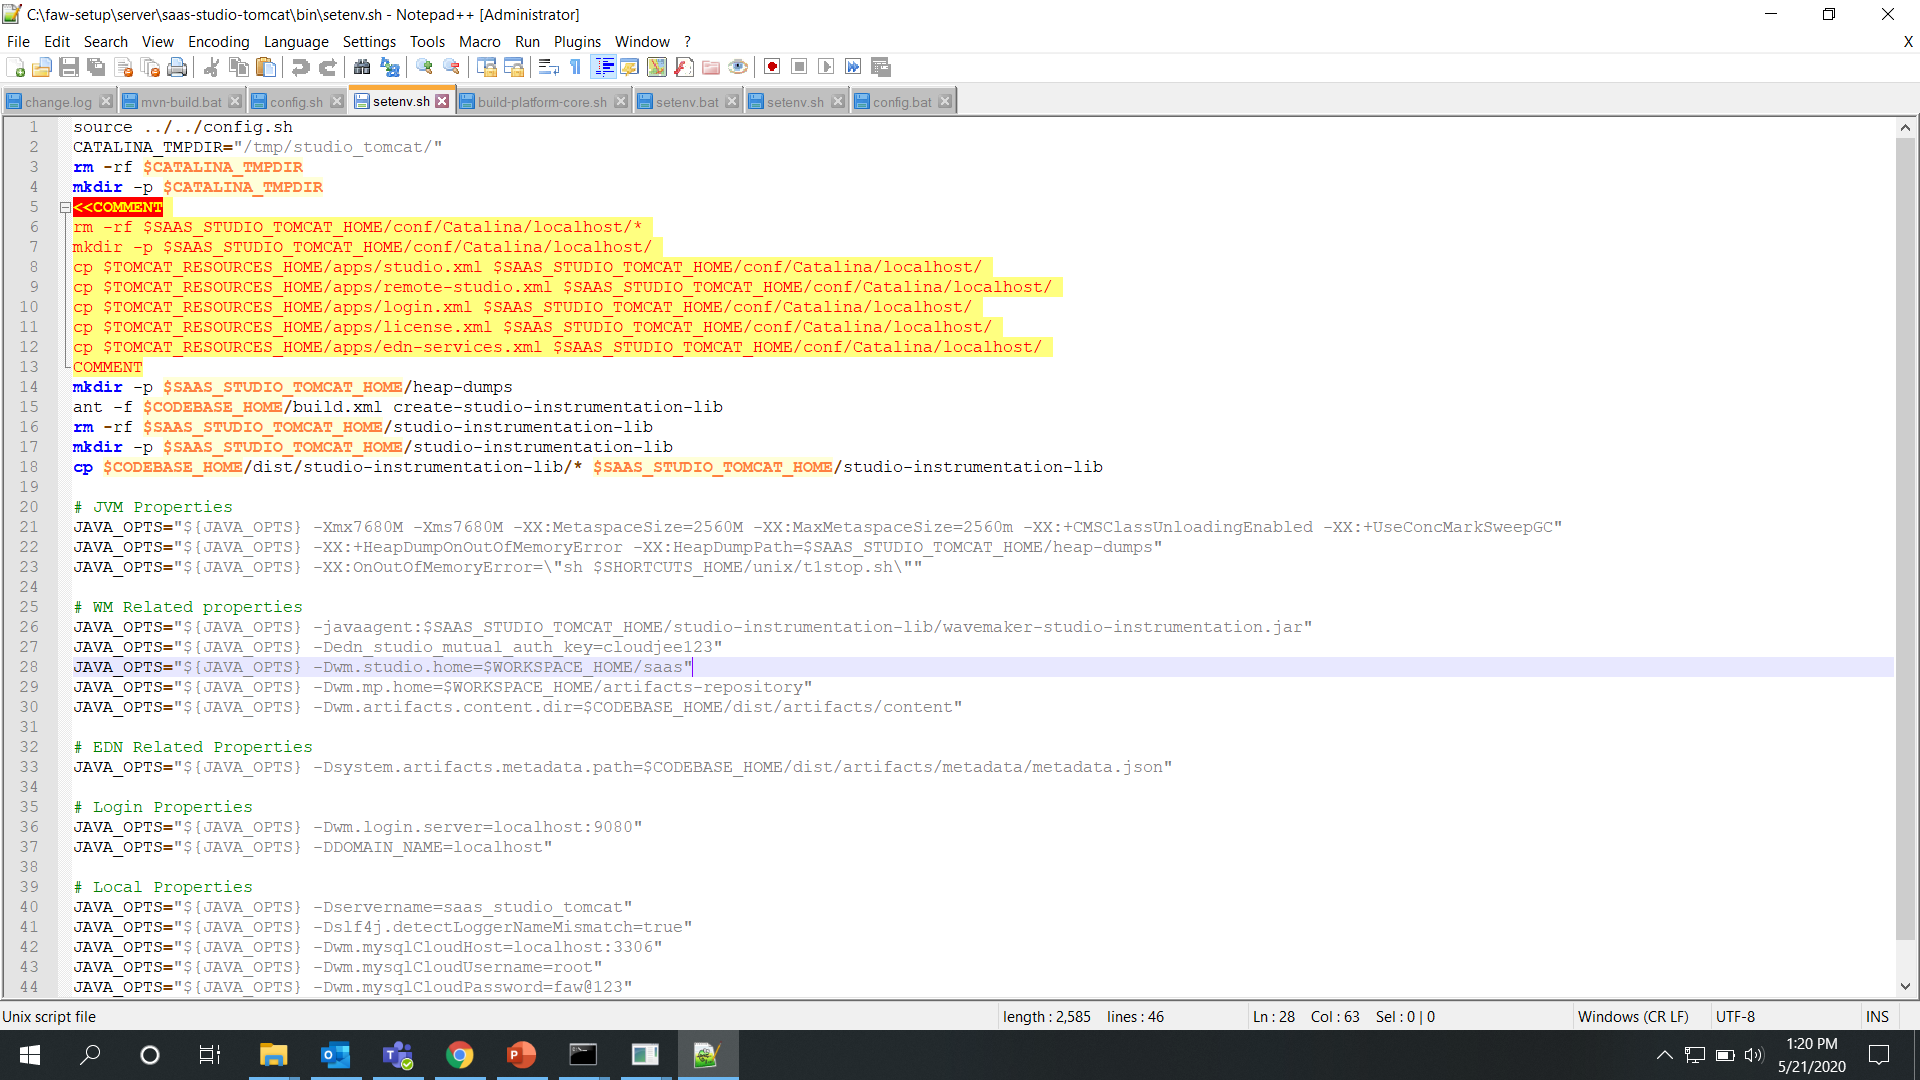 C:\faw-setup\server\saas-studio-tomcat\bin\setenv.sh - Notepad++ [Administrator]
File Edit Search View Encoding Language Settings Tools Macro Run Plugins Window ? X
change.log mvn-build.bat config.sh setenv.sh build-platform-core.sh setenv.bat setenv.sh config.bat
1 source ../../config.sh
2 CATALINA_TMPDIR="/tmp/studio_tomcat/"
3 rm -rf $CATALINA_TMPDIR
4 mkdir -p $CATALINA_TMPDIR
5 <<COMMENT
6 rm -rf $SAAS_STUDIO_TOMCAT_HOME/conf/Catalina/localhost/*
7 mkdir -p $SAAS_STUDIO_TOMCAT_HOME/conf/Catalina/localhost/
8 cp $TOMCAT_RESOURCES_HOME/apps/studio.xml $SAAS_STUDIO_TOMCAT_HOME/conf/Catalina/localhost/
9 cp $TOMCAT_RESOURCES_HOME/apps/remote-studio.xml $SAAS_STUDIO_TOMCAT_HOME/conf/Catalina/localhost/
10 cp $TOMCAT_RESOURCES_HOME/apps/login.xml $SAAS_STUDIO_TOMCAT_HOME/conf/Catalina/localhost/
11 cp $TOMCAT_RESOURCES_HOME/apps/license.xml $SAAS_STUDIO_TOMCAT_HOME/conf/Catalina/localhost/
12 cp $TOMCAT_RESOURCES_HOME/apps/edn-services.xml $SAAS_STUDIO_TOMCAT_HOME/conf/Catalina/localhost/
13 COMMENT
14 mkdir -p $SAAS_STUDIO_TOMCAT_HOME/heap-dumps
15 ant -f $CODEBASE_HOME/build.xml create-studio-instrumentation-lib
16 rm -rf $SAAS_STUDIO_TOMCAT_HOME/studio-instrumentation-lib
17 mkdir -p $SAAS_STUDIO_TOMCAT_HOME/studio-instrumentation-lib
18 cp $CODEBASE_HOME/dist/studio-instrumentation-lib/* $SAAS_STUDIO_TOMCAT_HOME/studio-instrumentation-lib
19
20 # JVM Properties
21 JAVA_OPTS="${JAVA_OPTS} -Xmx7680M -Xms7680M -XX:MetaspaceSize=2560M -XX:MaxMetaspaceSize=2560m -XX:+CMSClassUnloadingEnabled -XX:+UseConcMarkSweepGC"
22 JAVA_OPTS="${JAVA_OPTS} -XX:+HeapDumpOnOutOfMemoryError -XX:HeapDumpPath=$SAAS_STUDIO_TOMCAT_HOME/heap-dumps"
23 JAVA_OPTS="${JAVA_OPTS} -XX:OnOutOfMemoryError=\"sh $SHORTCUTS_HOME/unix/t1stop.sh\""
24
25 # WM Related properties
26 JAVA_OPTS="${JAVA_OPTS} -javaagent:$SAAS_STUDIO_TOMCAT_HOME/studio-instrumentation-lib/wavemaker-studio-instrumentation.jar"
27 JAVA_OPTS="${JAVA_OPTS} -Dedn_studio_mutual_auth_key=cloudjee123"
28 JAVA_OPTS="${JAVA_OPTS} -Dwm.studio.home=$WORKSPACE_HOME/saas"
29 JAVA_OPTS="${JAVA_OPTS} -Dwm.mp.home=$WORKSPACE_HOME/artifacts-repository"
30 JAVA_OPTS="${JAVA_OPTS} -Dwm.artifacts.content.dir=$CODEBASE_HOME/dist/artifacts/content"
31
32 # EDN Related Properties
33 JAVA_OPTS="${JAVA_OPTS} -Dsystem.artifacts.metadata.path=$CODEBASE_HOME/dist/artifacts/metadata/metadata.json"
34
35 # Login Properties
36 JAVA_OPTS="${JAVA_OPTS} -Dwm.login.server=localhost:9080"
37 JAVA_OPTS="${JAVA_OPTS} -DDOMAIN_NAME=localhost"
38
39 # Local Properties
40 JAVA_OPTS="${JAVA_OPTS} -Dservername=saas_studio_tomcat"
41 JAVA_OPTS="${JAVA_OPTS} -Dslf4j.detectLoggerNameMismatch=true"
42 JAVA_OPTS="${JAVA_OPTS} -Dwm.mysqlCloudHost=localhost:3306"
43 JAVA_OPTS="${JAVA_OPTS} -Dwm.mysqlCloudUsername=root"
44 JAVA_OPTS="${JAVA_OPTS} -Dwm.mysqlCloudPassword=faw@123"
Unix script file length : 2,585 lines : 46 Ln : 28 Col : 63 Sel : 0 | 0 Windows (CR LF) UTF-8 INS
1:20 PM
5/21/2020